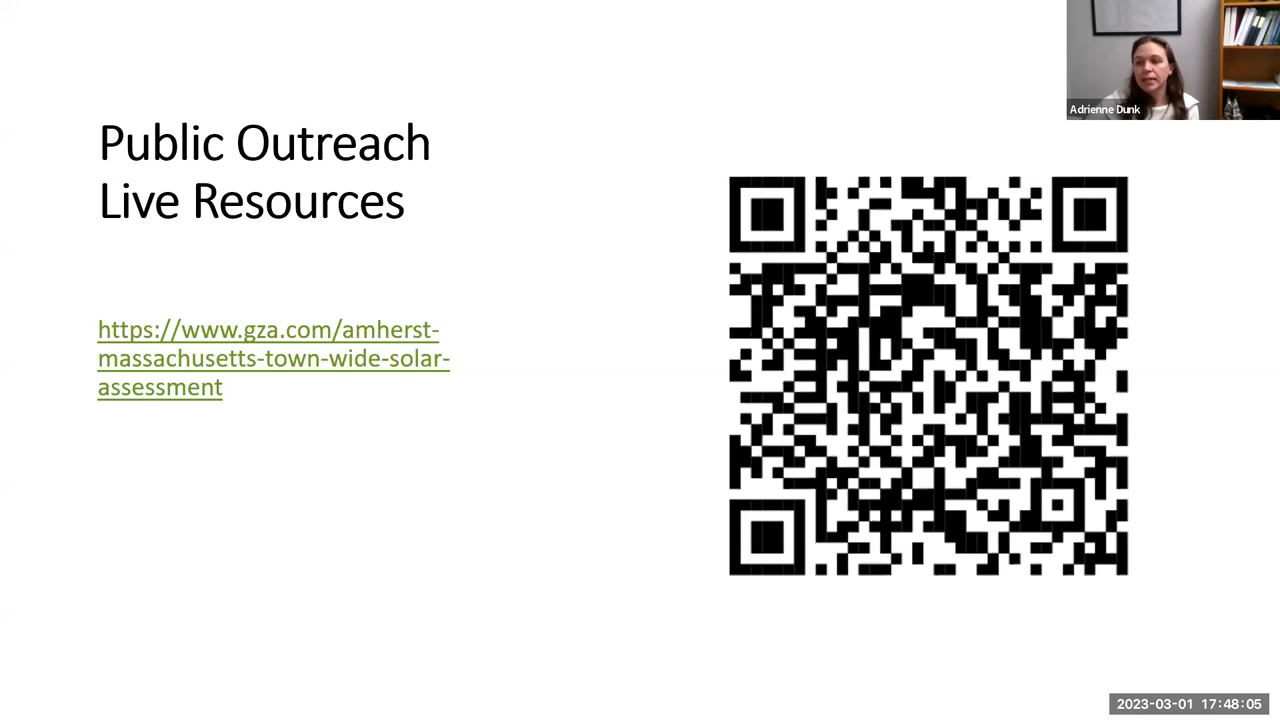 Adrienne Dunk
Public Outreach
Live Resources
https://www.gza.com/amherst-
massachusetts-town-wide-solar-
assessment
2023-03-01 17:48:05